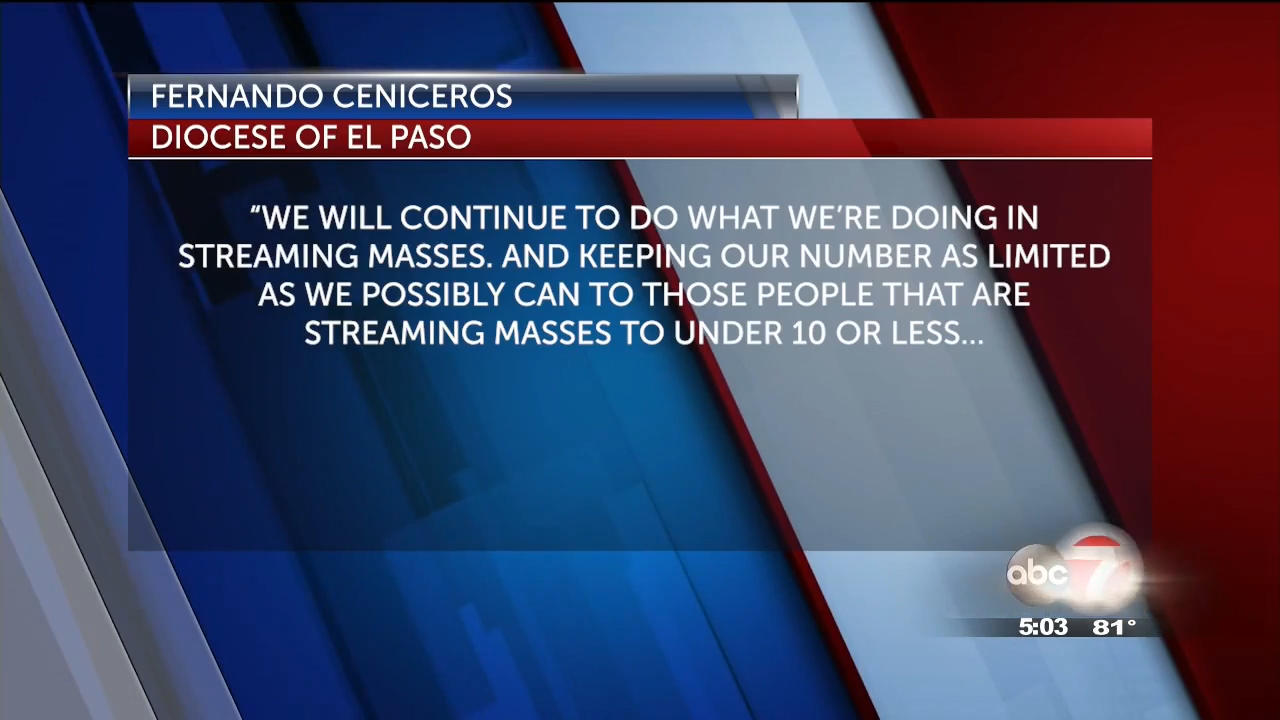 FERNANDO CENICEROS
DIOCESE OF EL PASO
“WE WILL CONTINUE TO DO WHAT WE’RE DOING IN
STREAMING MASSES. AND KEEPING OUR NUMBER AS LIMITED
AS WE POSSIBLY CAN TO THOSE PEOPLE THAT ARE
STREAMING MASSES TO UNDER 10 OR LESS...
abc 7
5:03 81°